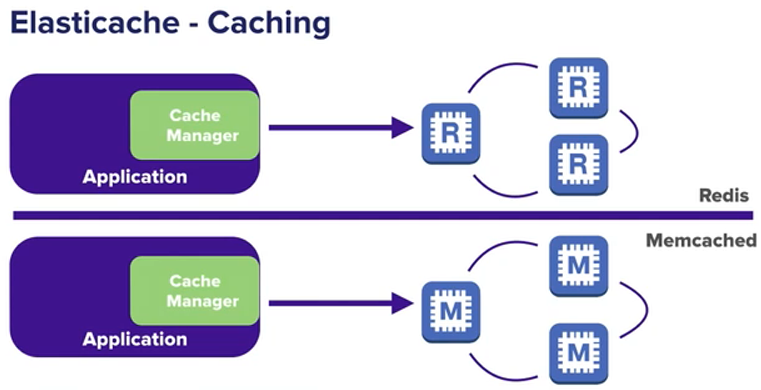 Elasticache - Caching
Cache
Manager
Application
R
R
R
Redis
Memcached
Cache
Manager
Application
M
M
M